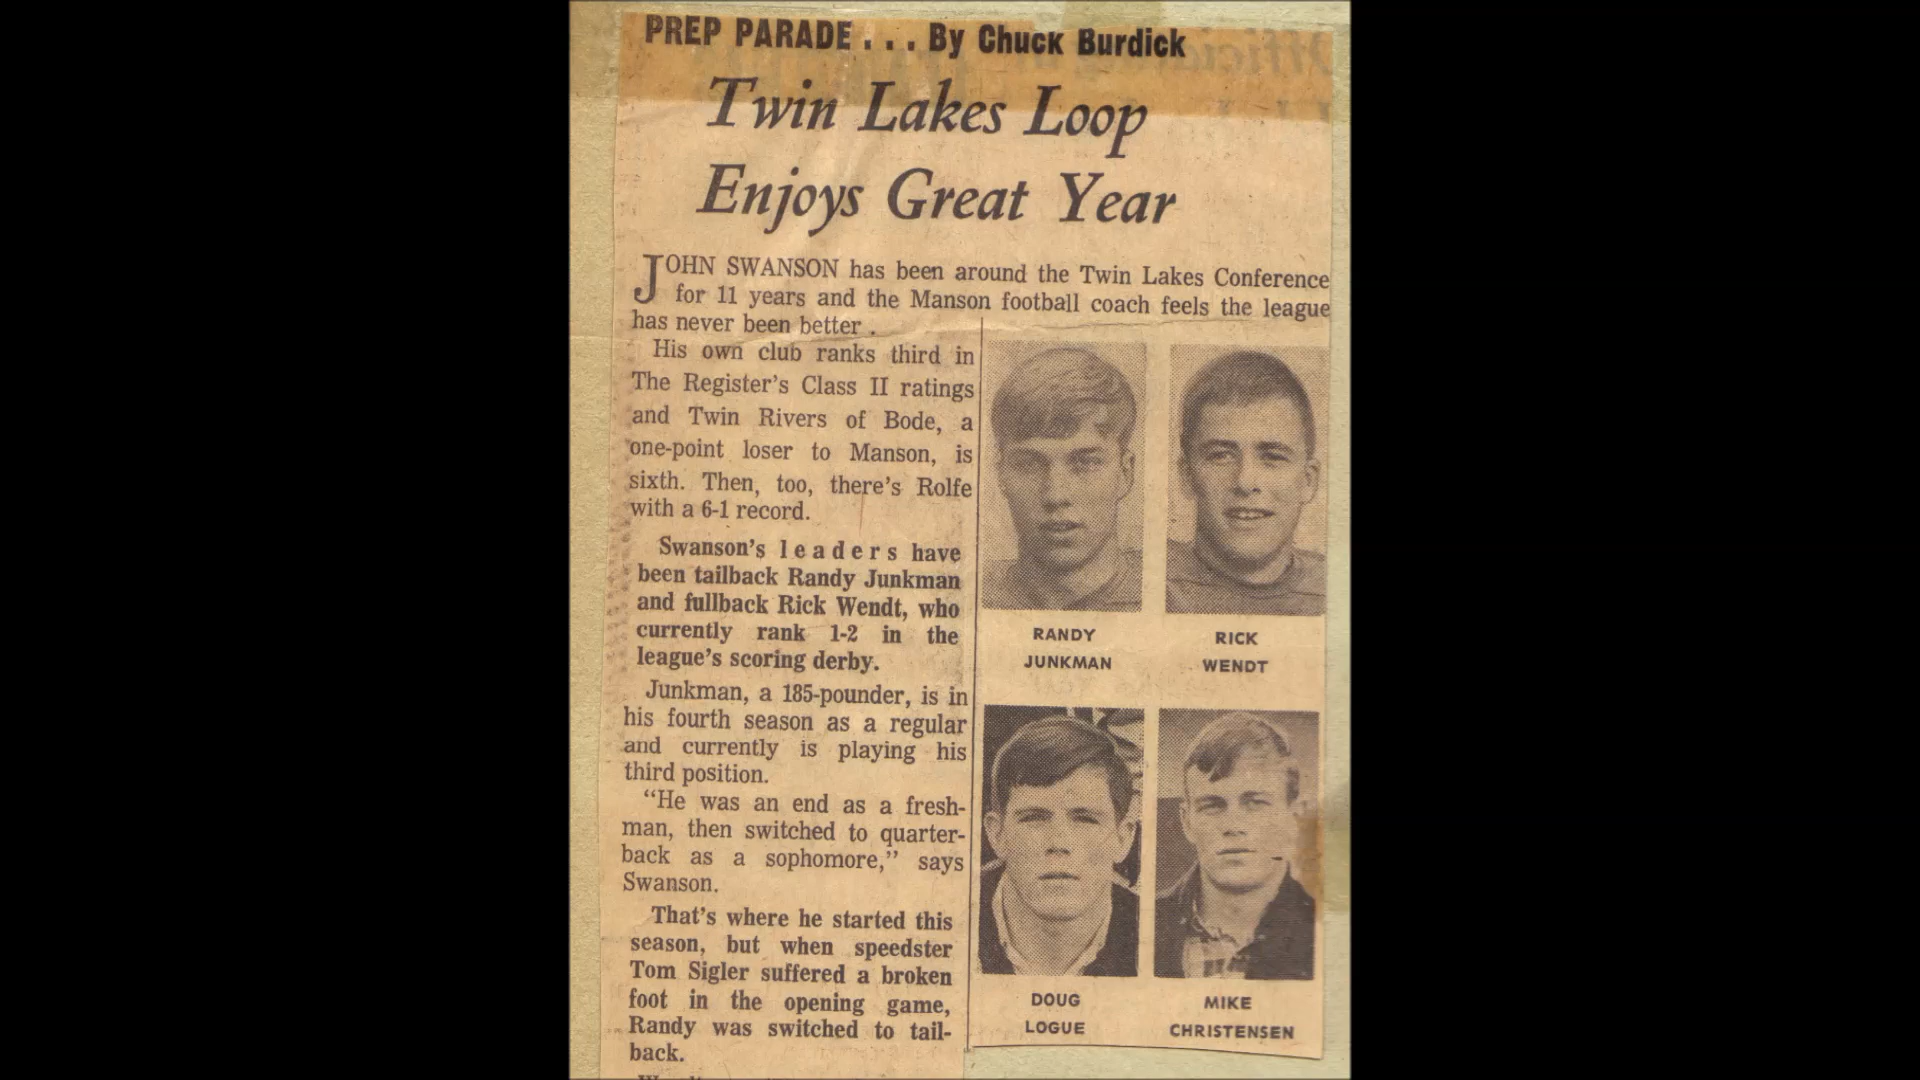 PREP PARADE . . . By Chuck Burdick
Twin Lakes Loop
Enjoys Great Year
JOHN SWANSON has been around the Twin Lakes Conference
for 11 years and the Manson football coach feels the league
has never been better .
His own club ranks third in
The Register's Class II ratings
and Twin Rivers of Bode, a
one-point loser to Manson, is
sixth. Then, too, there's Rolfe
with a 6-1 record.
Swanson's leaders have
been tailback Randy Junkman
and fullback Rick Wendt, who
currently rank 1-2 in the
league's scoring derby.
Junkman, a 185-pounder, is in
his fourth season as a regular
and currently is playing his
third position.
"He was an end as a fresh-
man, then switched to quarter-
back as a sophomore," says
Swanson.
That's where he started this
season, but when speedster
Tom Sigler suffered a broken
foot in the opening game,
Randy was switched to tail-
back.
RANDY
JUNKMAN
RICK
WENDT
DOUG
LOGUE
MIKE
CHRISTENSEN